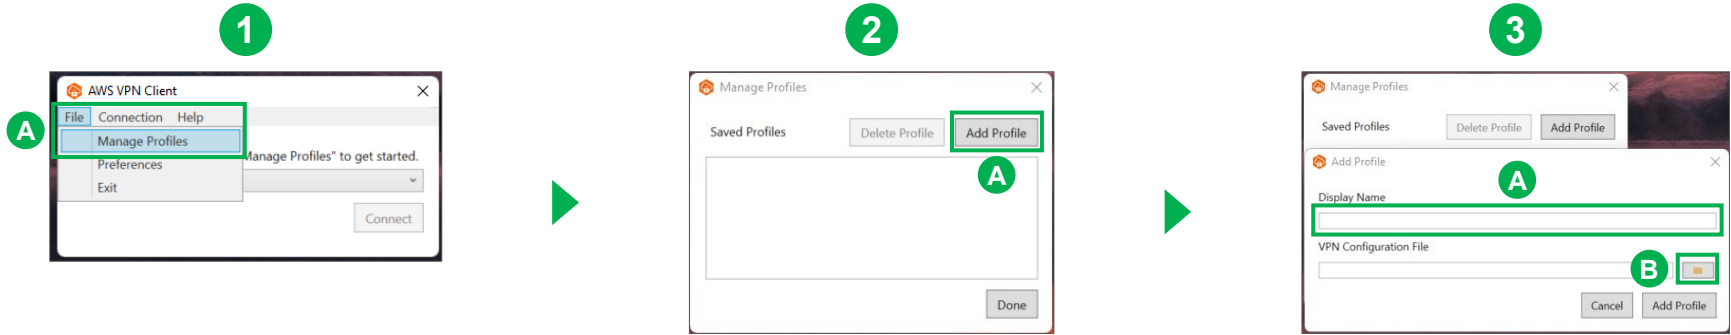 1
AWS VPN Client
File Connection Help
A
Manage Profiles
Manage Profiles" to get started.
Preferences
Exit
Connect
2
Manage Profiles
Saved Profiles Delete Profile Add Profile
A
Done
3
Manage Profiles
Saved Profiles Delete Profile Add Profile
Add Profile
A
Display Name
VPN Configuration File
B
Cancel Add Profile